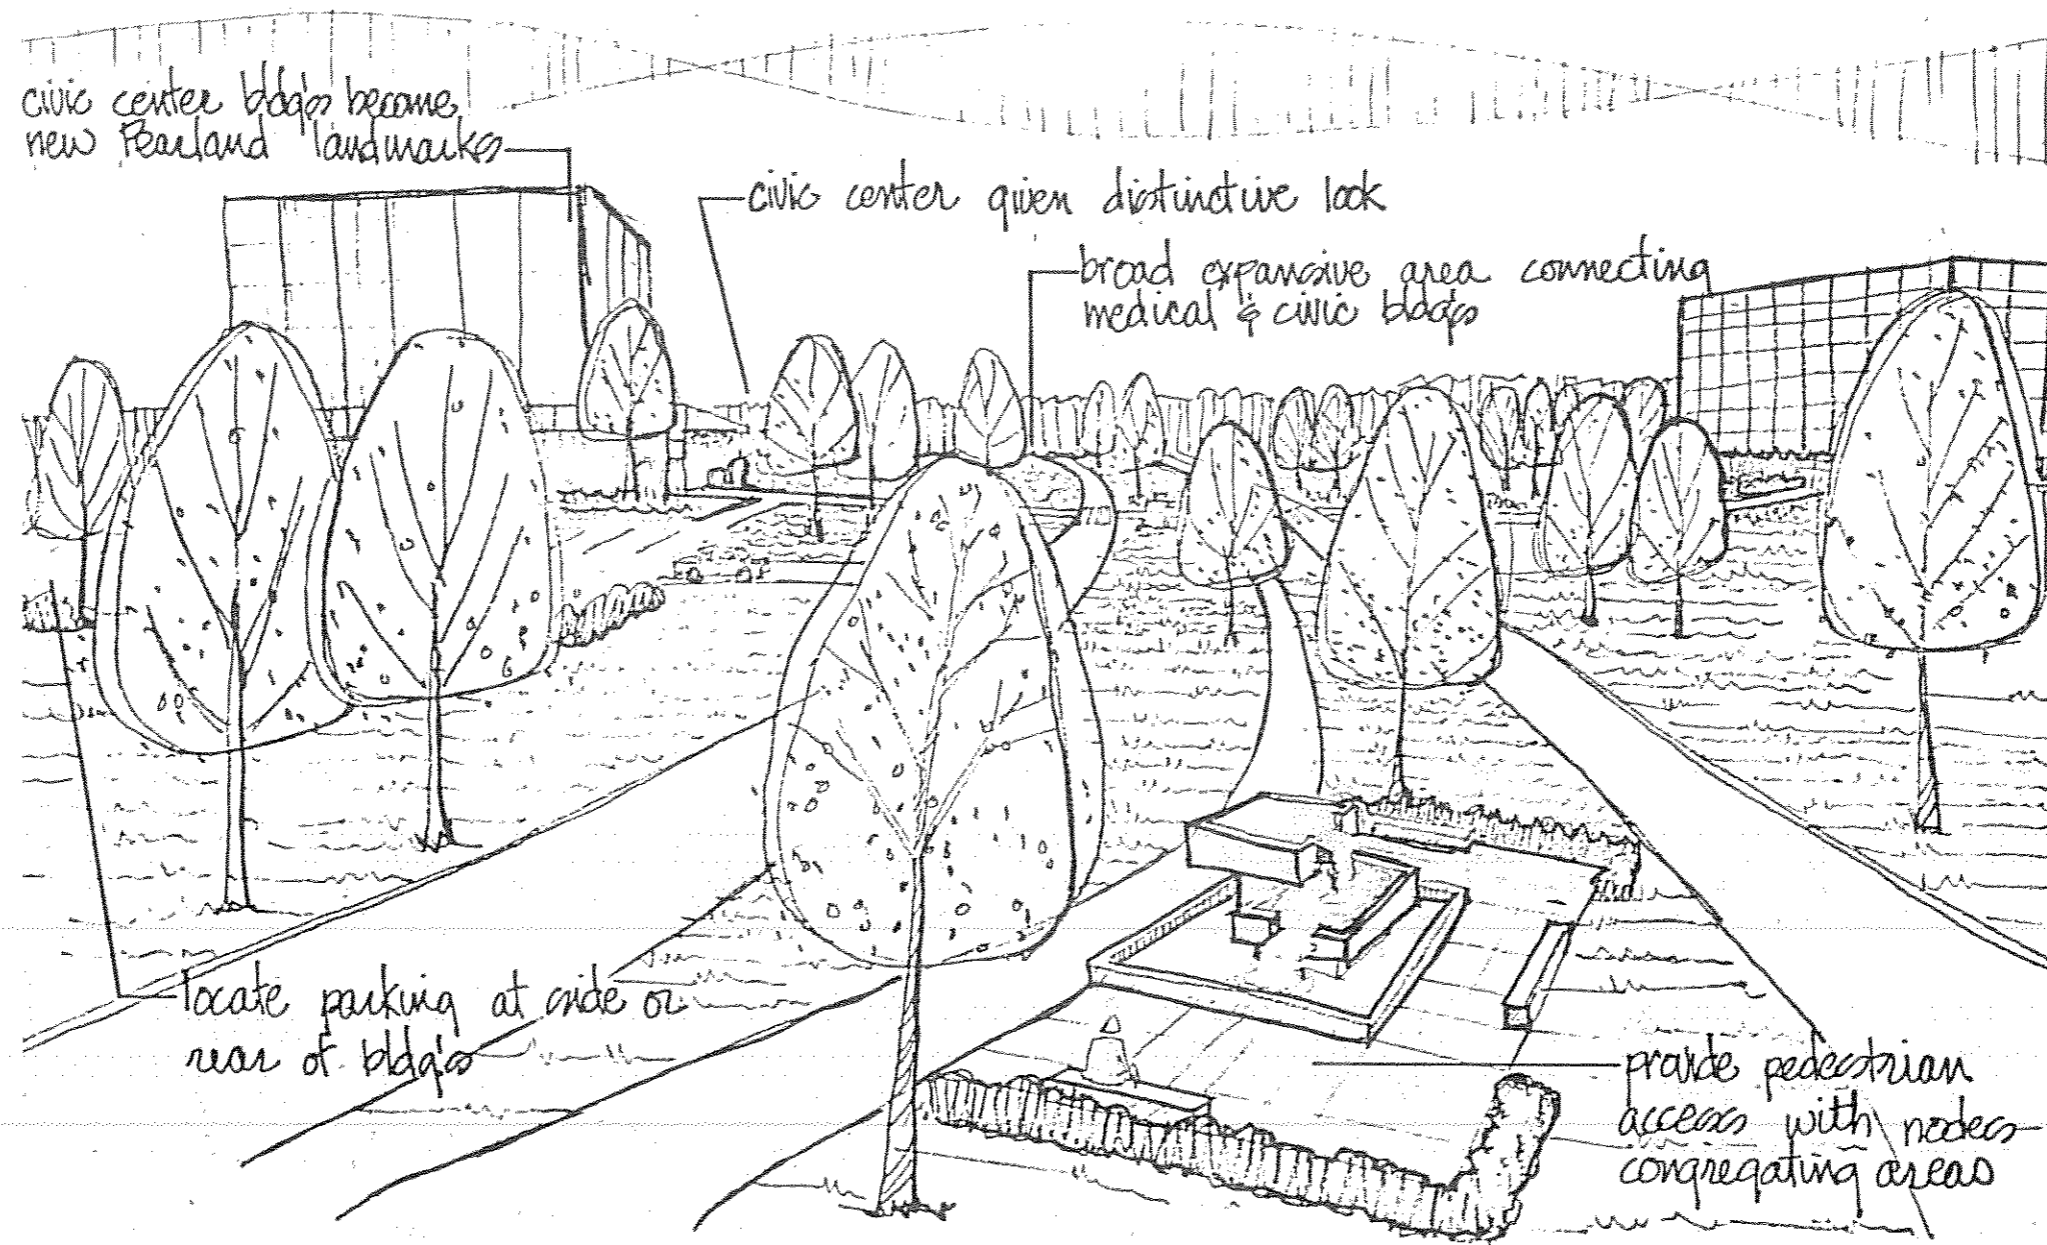 civic center bldg's become
new Pearland landmarks
civic center given distinctive look
broad expansive area connecting
medical & civic bldg's
locate parking at side or
rear of bldg's
provide pedestrian
access with nodes-
congregating areas